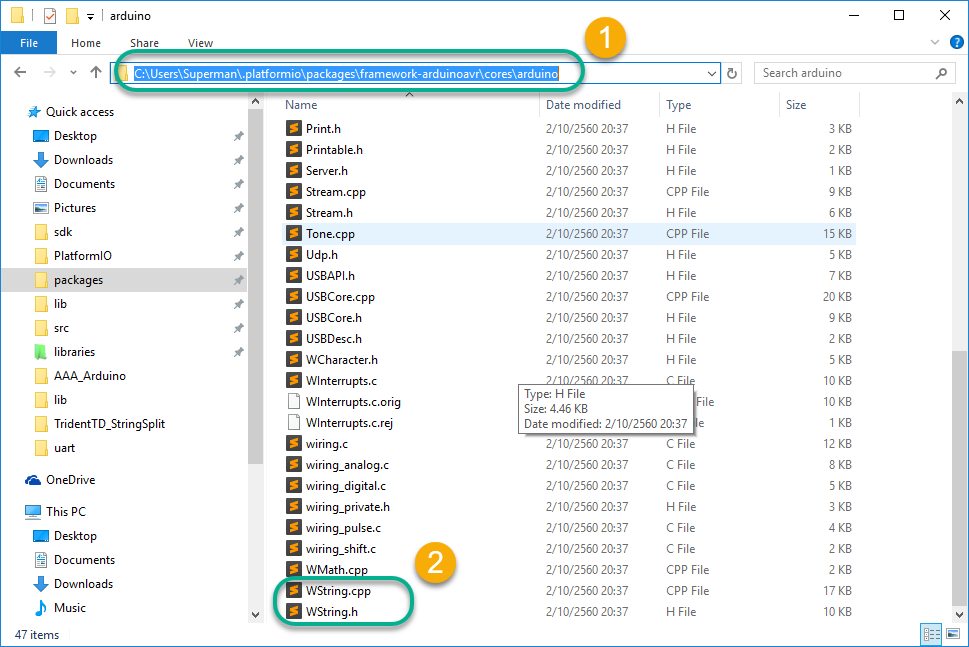 arduino
1
File Home Share View
C:\Users\Superman\.platformio\packages\framework-arduinoavr\cores\arduino
Search arduino
Quick access
Desktop
Downloads
Documents
Pictures
sdk
PlatformIO
packages
lib
src
libraries
AAA_Arduino
lib
TridentTD_StringSplit
uart
OneDrive
This PC
Desktop
Documents
Downloads
Music
Name Date modified Type Size
Print.h 2/10/2560 20:37 H File 3 KB
Printable.h 2/10/2560 20:37 H File 2 KB
Server.h 2/10/2560 20:37 H File 1 KB
Stream.cpp 2/10/2560 20:37 CPP File 9 KB
Stream.h 2/10/2560 20:37 H File 6 KB
Tone.cpp 2/10/2560 20:37 CPP File 15 KB
Udp.h 2/10/2560 20:37 H File 5 KB
USBAPI.h 2/10/2560 20:37 H File 7 KB
USBCore.cpp 2/10/2560 20:37 CPP File 20 KB
USBCore.h 2/10/2560 20:37 H File 9 KB
USBDesc.h 2/10/2560 20:37 H File 2 KB
WCharacter.h 2/10/2560 20:37 H File 5 KB
WInterrupts.c 2/10/2560 20:37 C File 10 KB
WInterrupts.c.orig File 10 KB
WInterrupts.c.rej 1 KB
Type: H File
Size: 4.46 KB
Date modified: 2/10/2560 20:37
wiring.c 2/10/2560 20:37 C File 12 KB
wiring_analog.c 2/10/2560 20:37 C File 8 KB
wiring_digital.c 2/10/2560 20:37 C File 5 KB
wiring_private.h 2/10/2560 20:37 H File 3 KB
wiring_pulse.c 2/10/2560 20:37 C File 4 KB
wiring_shift.c 2/10/2560 20:37 C File 2 KB
2
WMath.cpp 2/10/2560 20:37 CPP File 2 KB
WString.cpp 2/10/2560 20:37 CPP File 17 KB
WString.h 2/10/2560 20:37 H File 10 KB
47 items